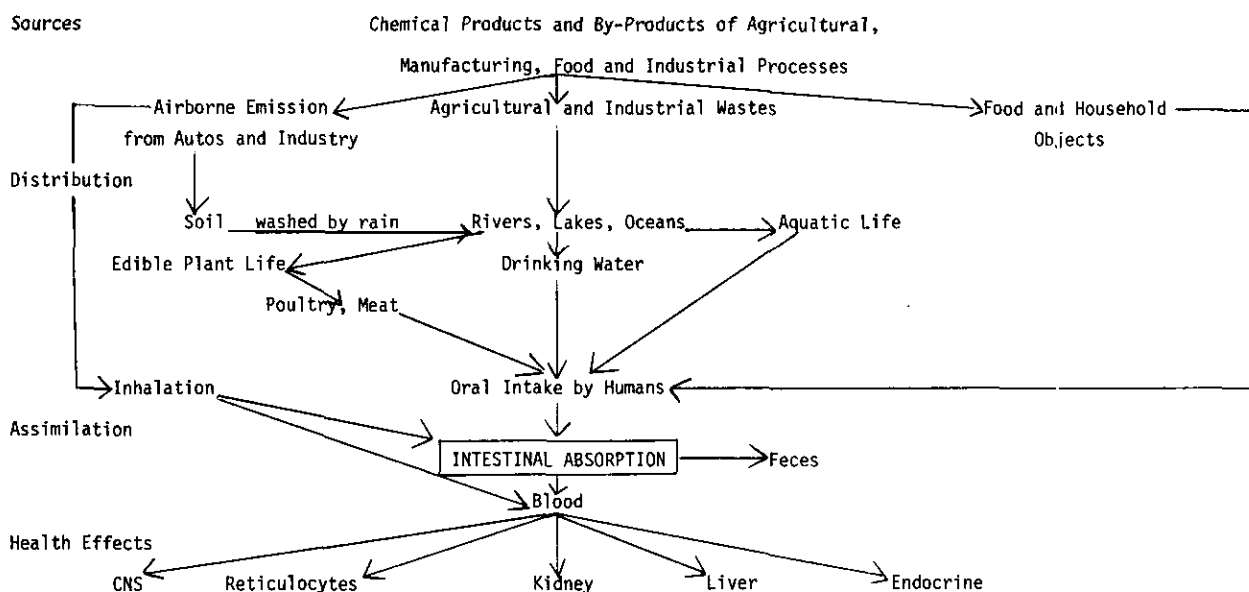 Sources
Chemical Products and By-Products of Agricultural,
Manufacturing, Food and Industrial Processes
Airborne Emission
Agricultural and Industrial Wastes
Food and Household
from Autos and Industry
Objects
Distribution
Soil washed by rain Rivers, Lakes, Oceans Aquatic Life
Edible Plant Life
Drinking Water
Poultry, Meat
Inhalation
Oral Intake by Humans
Assimilation
INTESTINAL ABSORPTION
Feces
Blood
Health Effects
CNS
Reticulocytes
Kidney
Liver
Endocrine